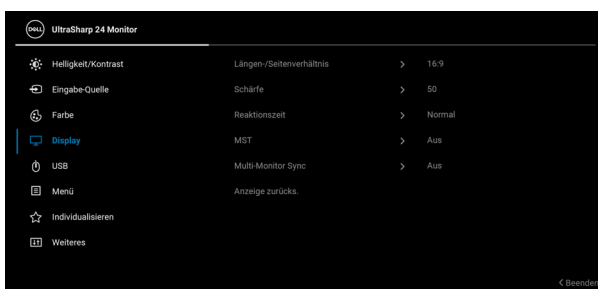 DELL UltraSharp 24 Monitor
Helligkeit/Kontrast
Eingabe-Quelle
Farbe
Display
USB
Menü
Individualisieren
Weiteres
Längen-/Seitenverhältnis 16:9
Schärfe 50
Reaktionszeit Normal
MST Aus
Multi-Monitor Sync Aus
Anzeige zurücks.
Beenden